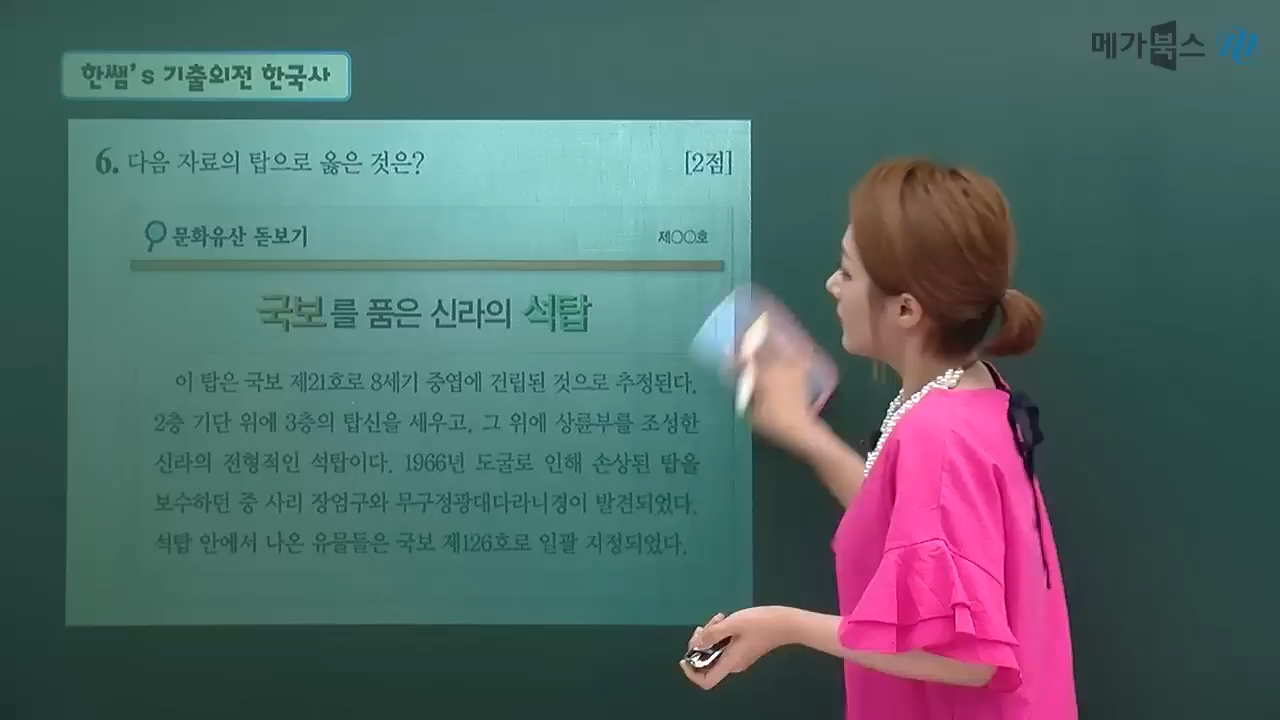 메가북스
한쌤's 기출외전 한국사
6. 다음 자료의 탑으로 옳은 것은? [2점]
문화유산 돋보기 제○○호
국보를 품은 신라의 석탑
이 탑은 국보 제21호로 8세기 중엽에 건립된 것으로 추정된다.
2층 기단 위에 3층의 탑신을 세우고, 그 위에 상륜부를 조성한
신라의 전형적인 석탑이다. 1966년 도굴로 인해 손상된 탑을
보수하던 중 사리 장엄구와 무구정광대다라니경이 발견되었다.
석탑 안에서 나온 유물들은 국보 제126호로 일괄 지정되었다.